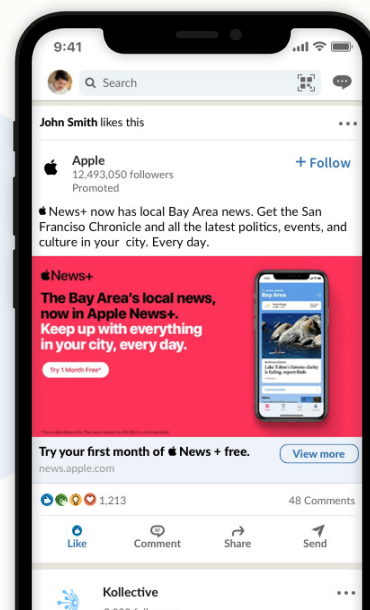 9:41
Search
John Smith likes this
Apple
+ Follow
12,493,050 followers
Promoted
News+ now has local Bay Area news. Get the San
Franciso Chronicle and all the latest politics, events, and
culture in your city. Every day.
News+
The Bay Area's local news,
now in Apple News+.
Keep up with everything
in your city, every day.
Try 1 Month Free*
Bay Area
Lake Tahoe's famous clarity
is fading, report finds
Try your first month of News + free.
View more
news.apple.com
1,213
48 Comments
Like
Comment
Share
Send
Kollective